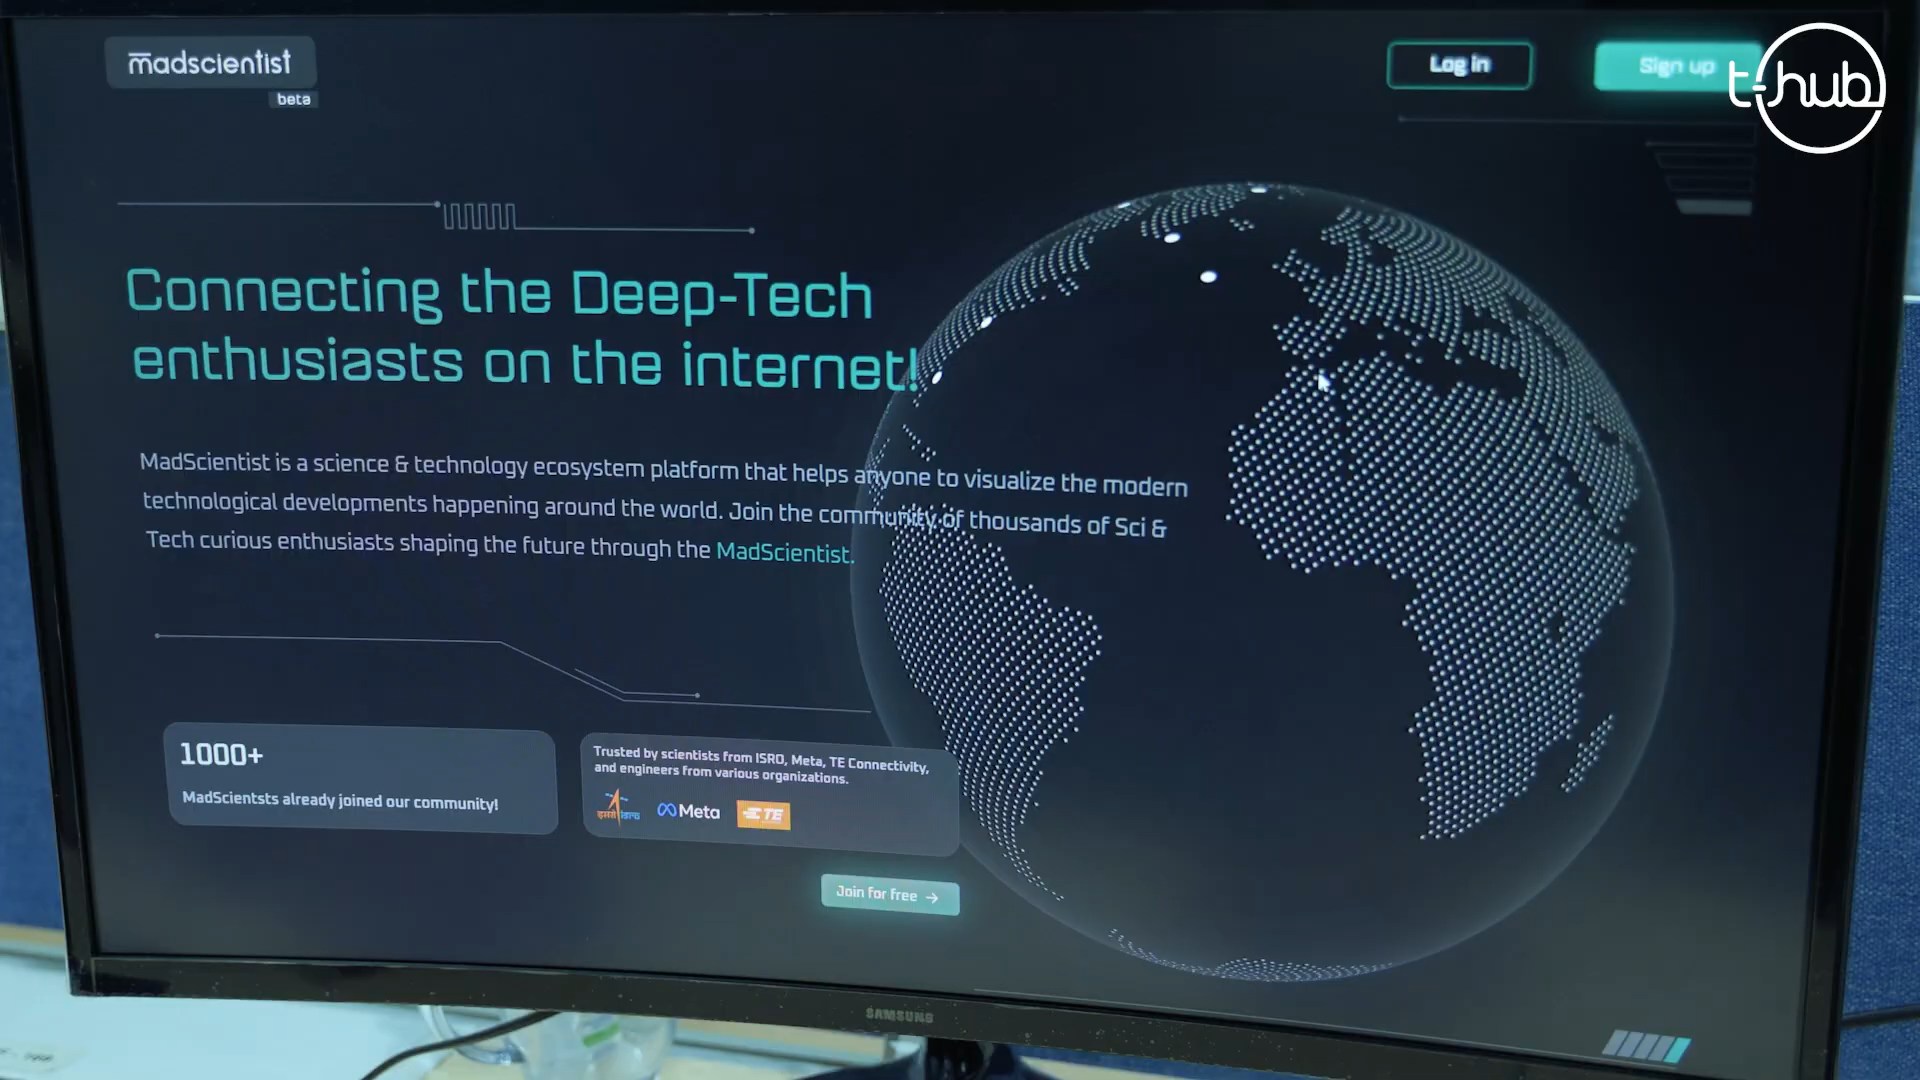 madscientist
beta
Log in
Sign up
t-hub
Connecting the Deep-Tech
enthusiasts on the internet!
MadScientist is a science & technology ecosystem platform that helps anyone to visualize the modern
technological developments happening around the world. Join the community of thousands of Sci &
Tech curious enthusiasts shaping the future through the MadScientist.
1000+
MadScientsts already joined our community!
Trusted by scientists from ISRO, Meta, TE Connectivity,
and engineers from various organizations.
इसरो isro
Meta
TE
Join for free →
SAMSUNG